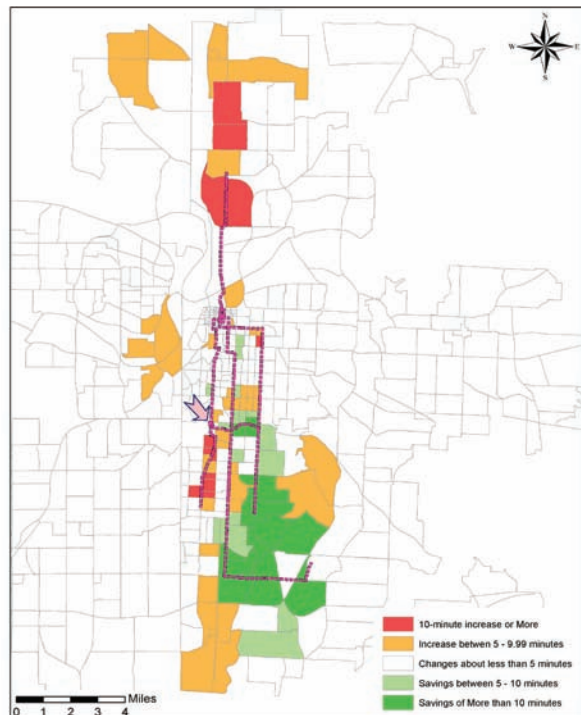 N
W E
S
10-minute increase or More
Increase betwen 5 - 9.99 minutes
Changes about less than 5 minutes
Savings between 5 - 10 minutes
Savings of More than 10 minutes
Miles
0 1 2 3 4